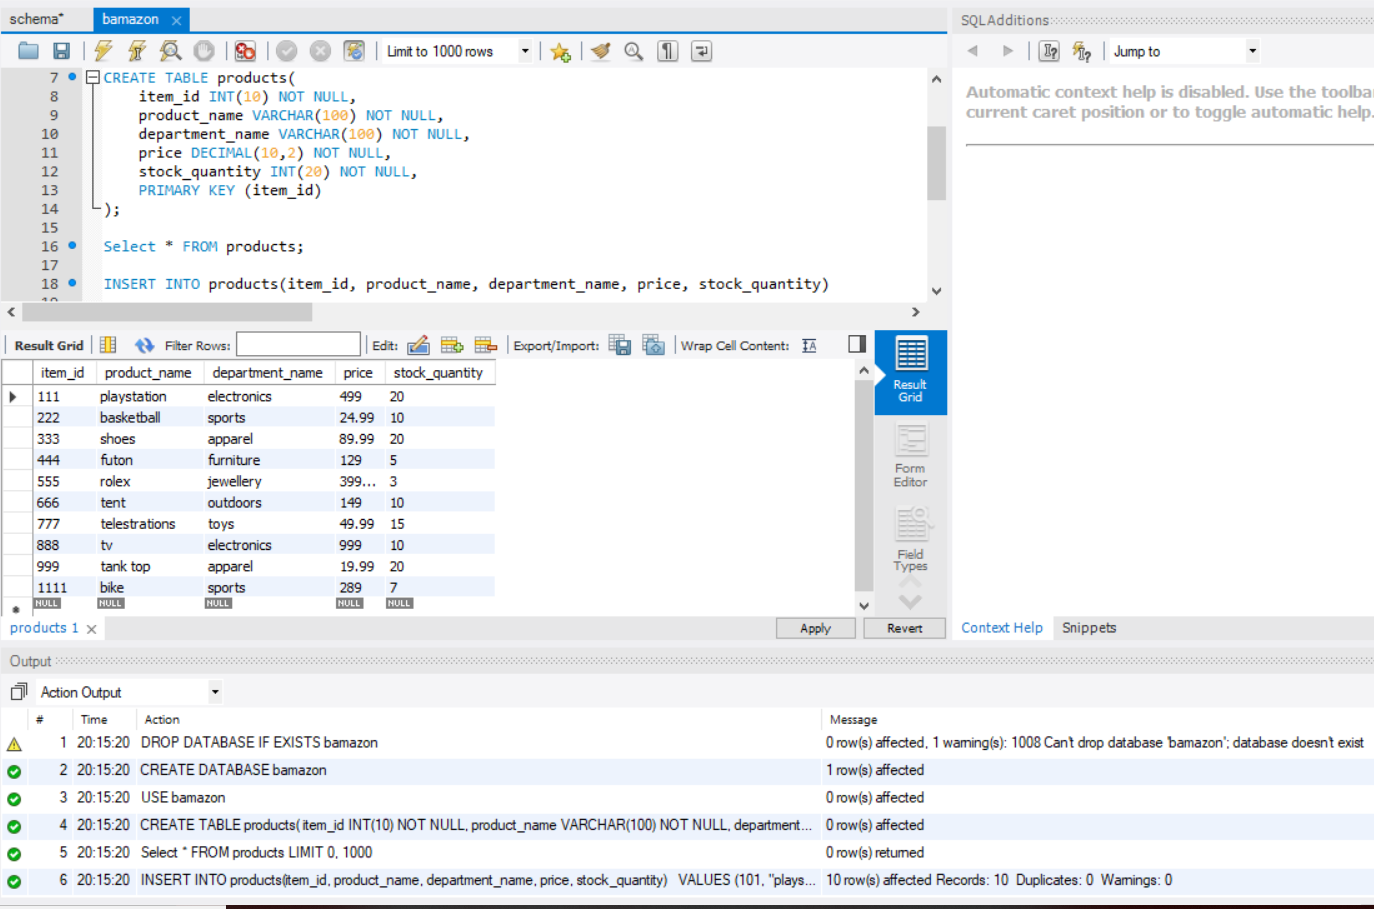 schema*
bamazon
SQLAdditions
Limit to 1000 rows
Jump to
7 CREATE TABLE products(
8 item_id INT(10) NOT NULL,
9 product_name VARCHAR(100) NOT NULL,
10 department_name VARCHAR(100) NOT NULL,
11 price DECIMAL(10,2) NOT NULL,
12 stock_quantity INT(20) NOT NULL,
13 PRIMARY KEY (item_id)
14 );
15
16 Select * FROM products;
17
18 INSERT INTO products(item_id, product_name, department_name, price, stock_quantity)
Automatic context help is disabled. Use the toolba
current caret position or to toggle automatic help.
Result Grid Filter Rows: Edit: Export/Import: Wrap Cell Content:
item_id product_name department_name price stock_quantity
111 playstation electronics 499 20
222 basketball sports 24.99 10
333 shoes apparel 89.99 20
444 futon furniture 129 5
555 rolex jewellery 399... 3
666 tent outdoors 149 10
777 telestrations toys 49.99 15
888 tv electronics 999 10
999 tank top apparel 19.99 20
1111 bike sports 289 7
NULL NULL NULL NULL NULL
Result
Grid
Form
Editor
Field
Types
products 1
Apply
Revert
Context Help
Snippets
Output
Action Output
# Time Action Message
1 20:15:20 DROP DATABASE IF EXISTS bamazon 0 row(s) affected, 1 warning(s): 1008 Can't drop database 'bamazon'; database doesn't exist
2 20:15:20 CREATE DATABASE bamazon 1 row(s) affected
3 20:15:20 USE bamazon 0 row(s) affected
4 20:15:20 CREATE TABLE products( item_id INT(10) NOT NULL, product_name VARCHAR(100) NOT NULL, department... 0 row(s) affected
5 20:15:20 Select * FROM products LIMIT 0, 1000 0 row(s) returned
6 20:15:20 INSERT INTO products(item_id, product_name, department_name, price, stock_quantity) VALUES (101, "plays... 10 row(s) affected Records: 10 Duplicates: 0 Warnings: 0